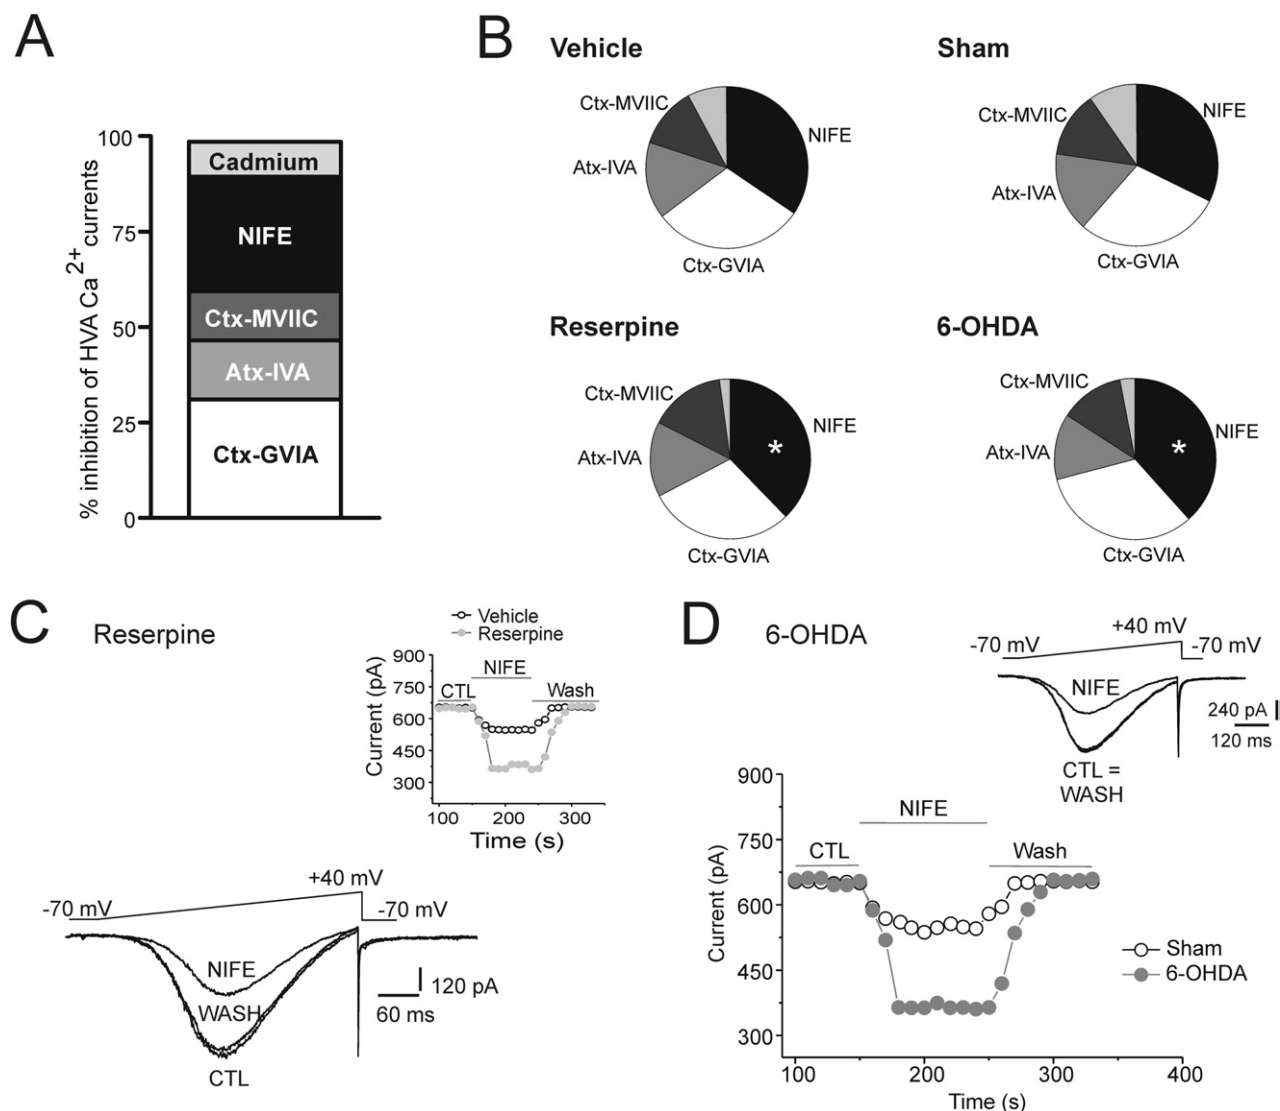 A
% inhibition of HVA Ca2+ currents
100
75
50
25
0
Cadmium
NIFE
Ctx-MVIIC
Atx-IVA
Ctx-GVIA
B
Vehicle
Ctx-MVIIC
NIFE
Atx-IVA
Ctx-GVIA
Sham
Ctx-MVIIC
NIFE
Atx-IVA
Ctx-GVIA
Reserpine
Ctx-MVIIC
NIFE
*
Atx-IVA
Ctx-GVIA
6-OHDA
Ctx-MVIIC
NIFE
*
Atx-IVA
Ctx-GVIA
C
Reserpine
Vehicle
Reserpine
Current (pA)
900
750
600
450
300
CTL
NIFE
Wash
100
200
300
Time (s)
-70 mV
+40 mV
-70 mV
NIFE
WASH
CTL
120 pA
60 ms
D
6-OHDA
-70 mV
+40 mV
-70 mV
NIFE
CTL =
WASH
240 pA
120 ms
Current (pA)
900
750
600
450
300
CTL
NIFE
Wash
Sham
6-OHDA
100
200
300
400
Time (s)